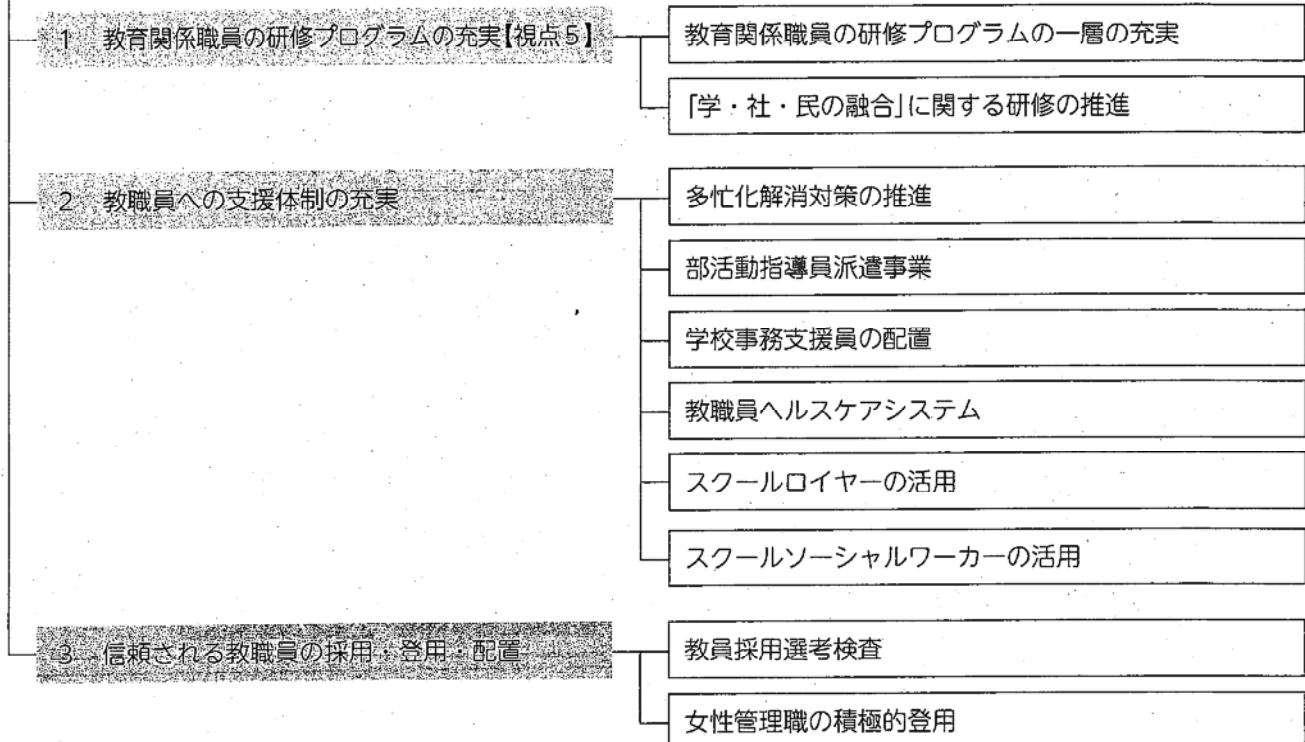 1 教育関係職員の研修プログラムの充実【視点5】
教育関係職員の研修プログラムの一層の充実
「学・社・民の融合」に関する研修の推進
2 教職員への支援体制の充実
多忙化解消対策の推進
部活動指導員派遣事業
学校事務支援員の配置
教職員ヘルスケアシステム
スクールロイヤーの活用
スクールソーシャルワーカーの活用
3 信頼される教職員の採用・登用・配置
教員採用選考検査
女性管理職の積極的登用